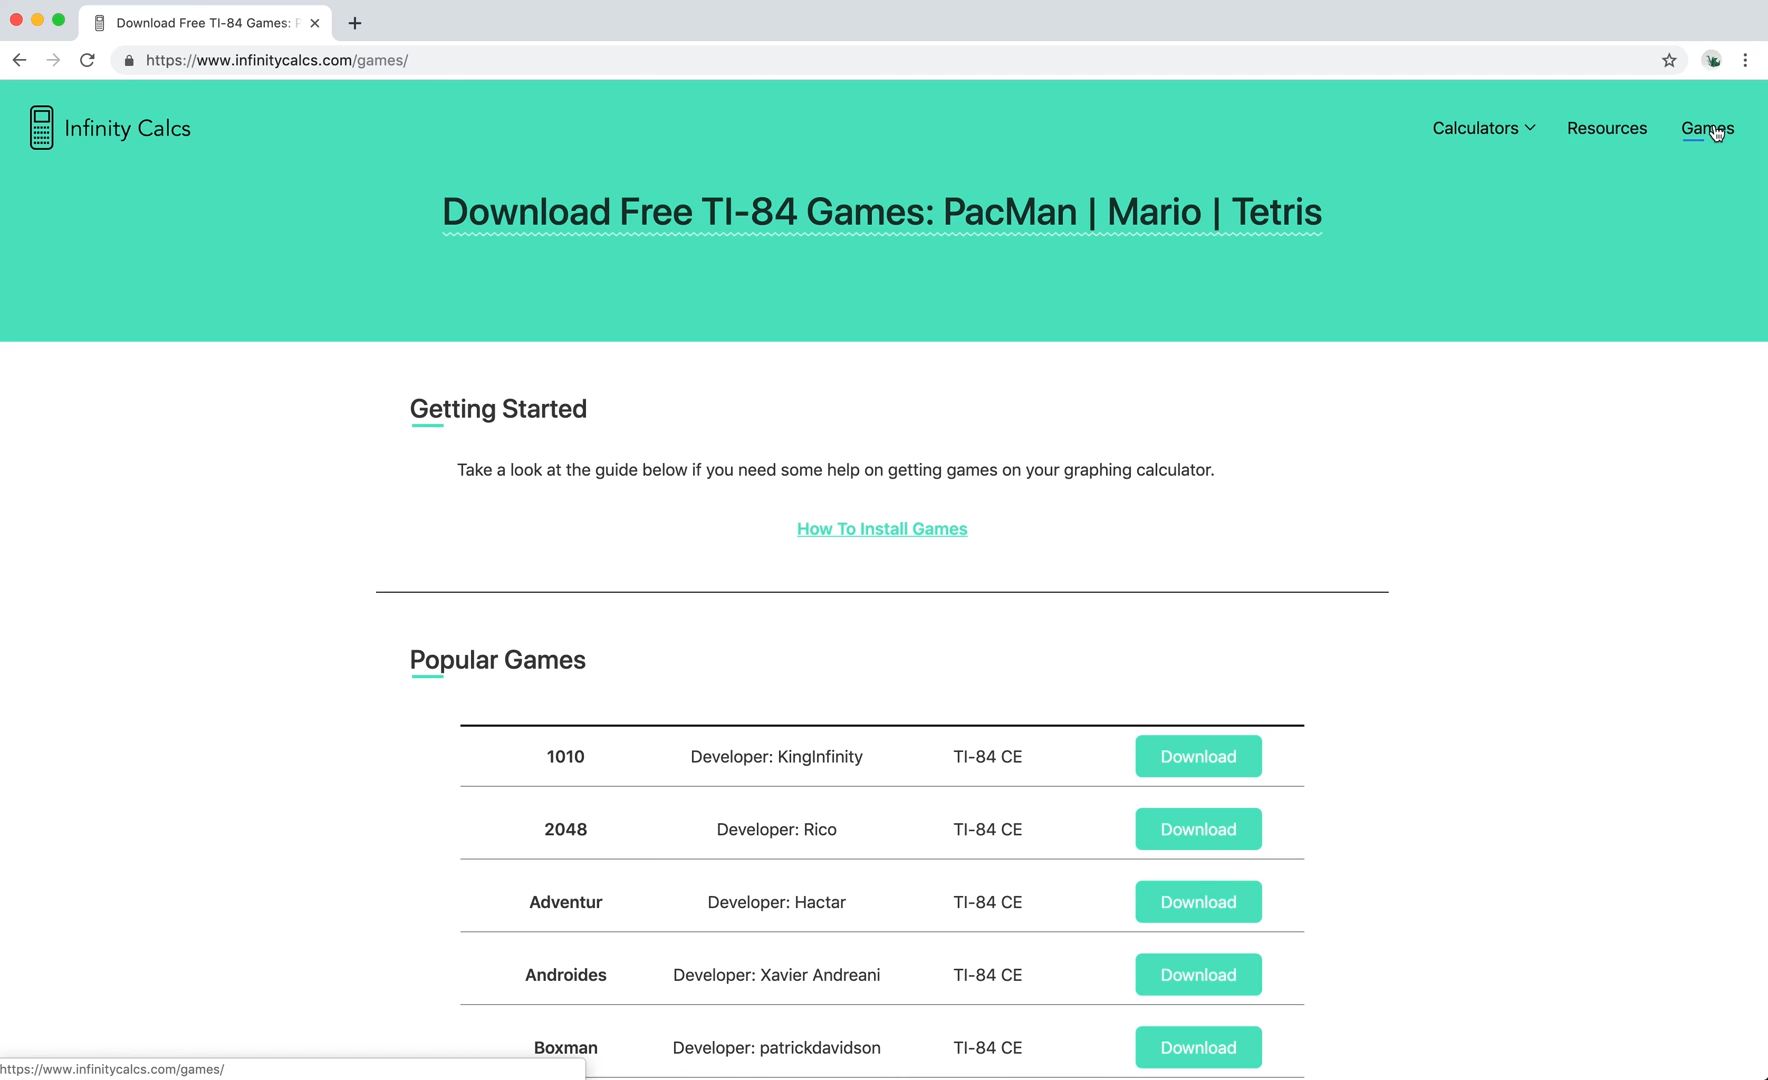 Download Free TI-84 Games:
https://www.infinitycalcs.com/games/
Infinity Calcs
Calculators
Resources
Games
Download Free TI-84 Games: PacMan | Mario | Tetris
Getting Started
Take a look at the guide below if you need some help on getting games on your graphing calculator.
How To Install Games
Popular Games
1010 Developer: KingInfinity TI-84 CE Download
2048 Developer: Rico TI-84 CE Download
Adventur Developer: Hactar TI-84 CE Download
Androides Developer: Xavier Andreani TI-84 CE Download
Boxman Developer: patrickdavidson TI-84 CE Download
https://www.infinitycalcs.com/games/